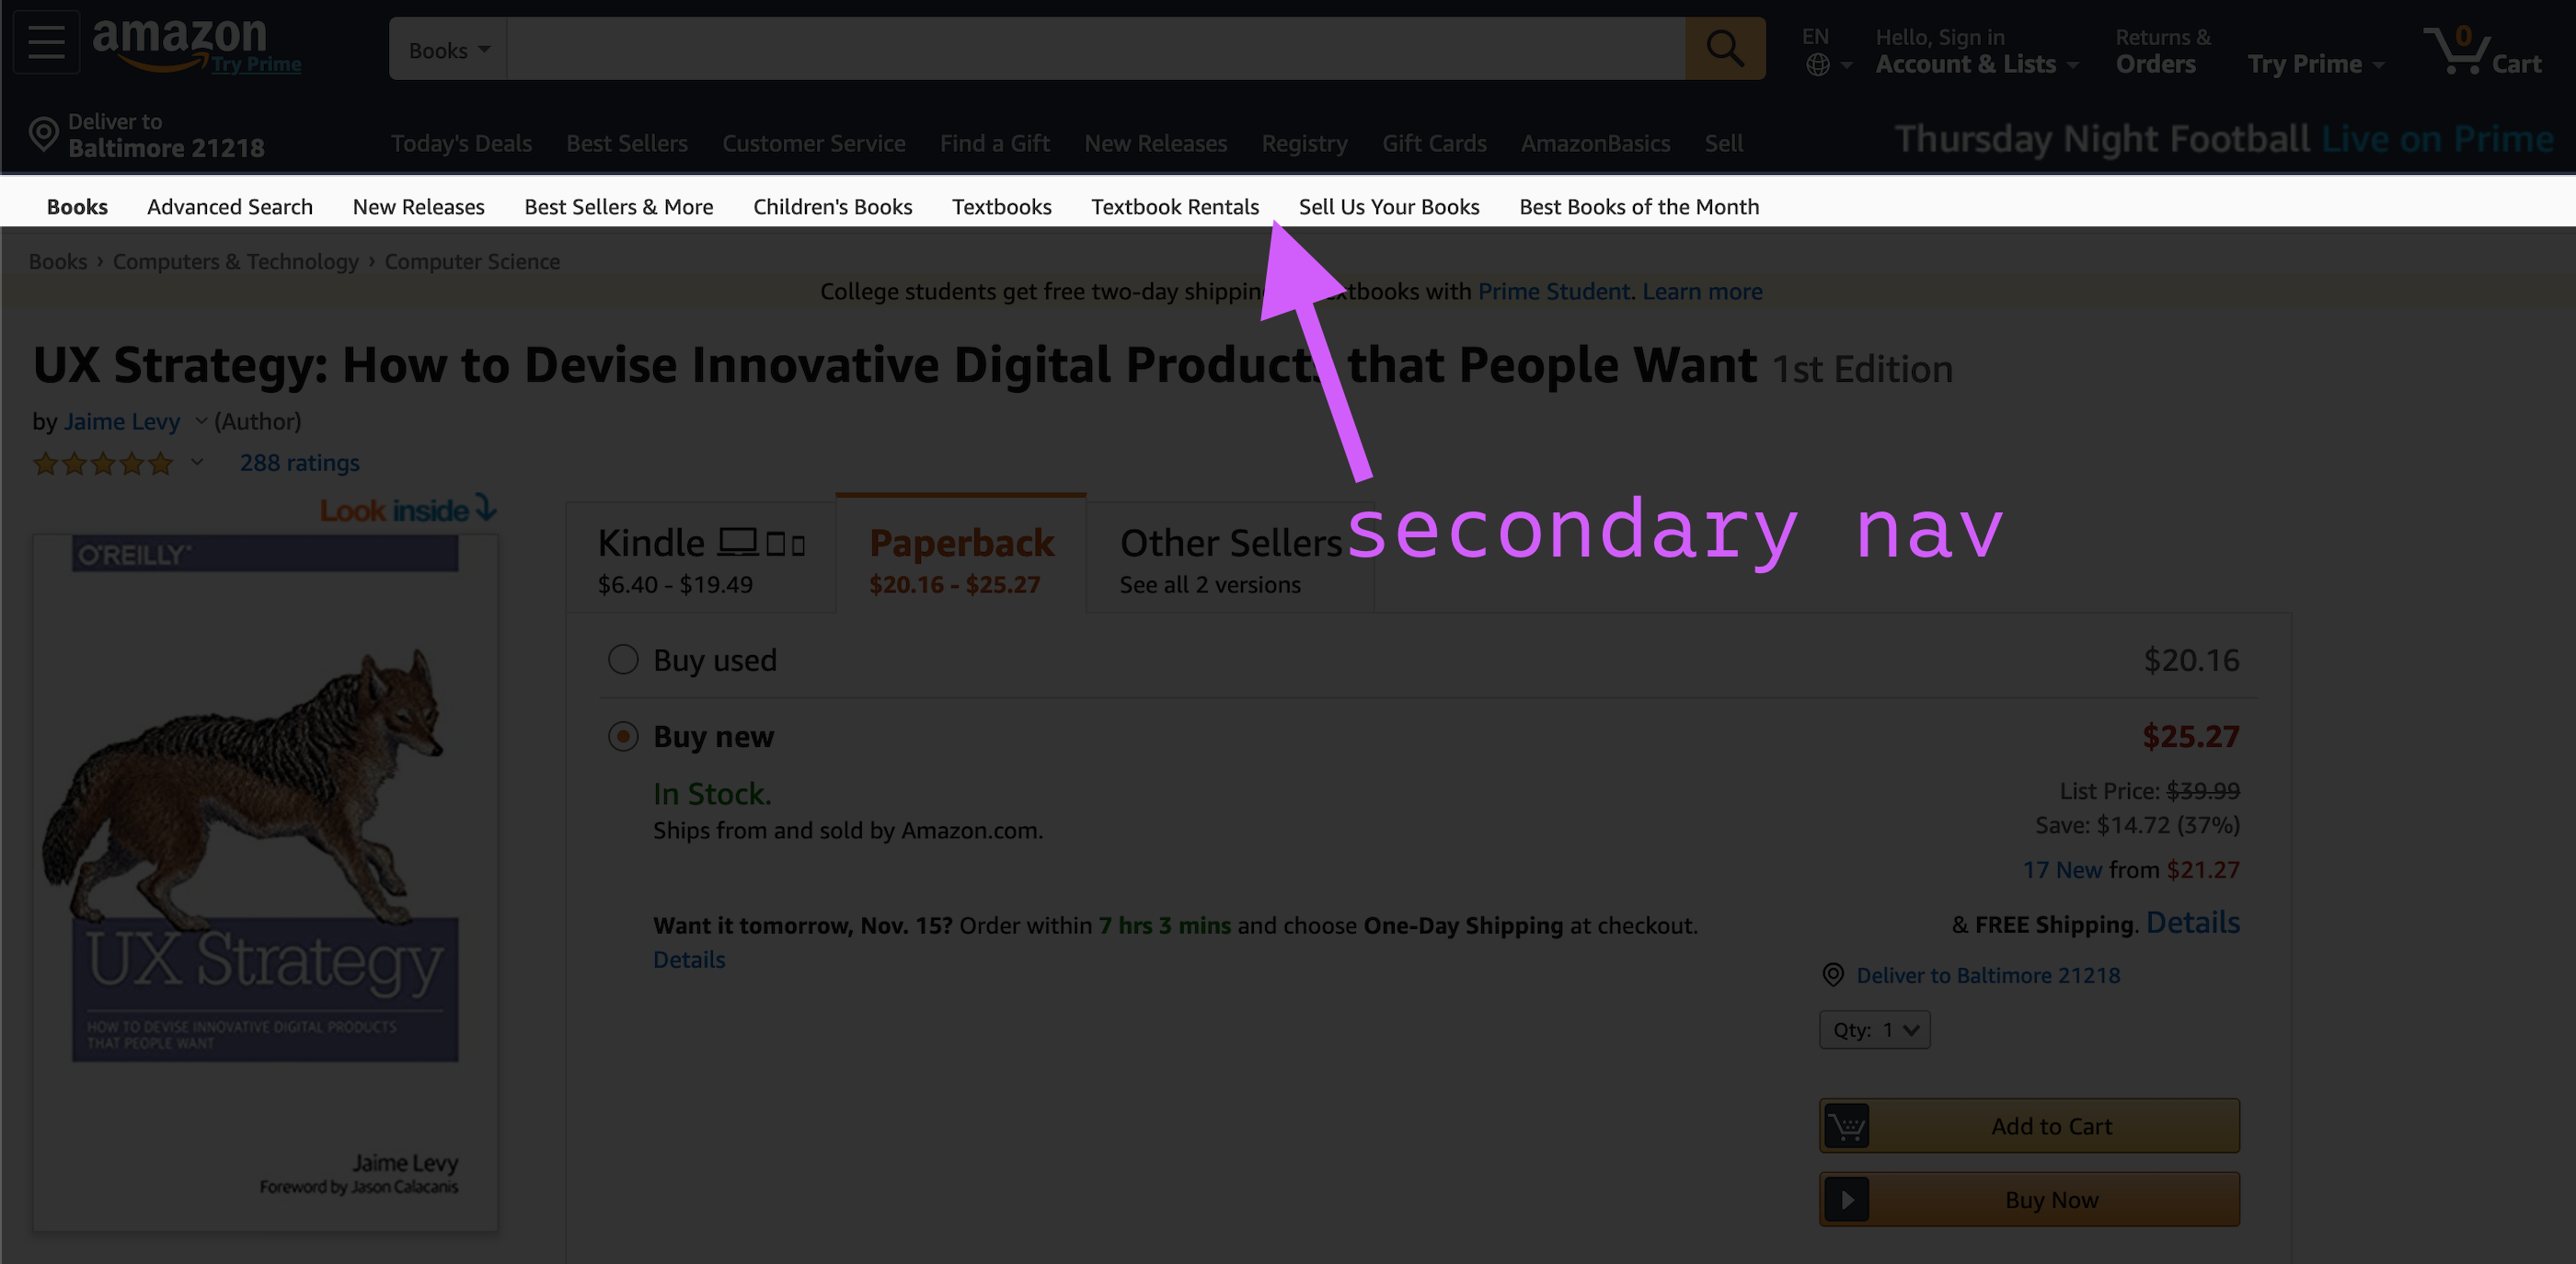 amazon
Try Prime
Books
EN
Hello, Sign in
Account & Lists
Returns &
Orders
Try Prime
0
Cart
Deliver to
Baltimore 21218
Today's Deals Best Sellers Customer Service Find a Gift New Releases Registry Gift Cards AmazonBasics Sell
Thursday Night Football Live on Prime
Books Advanced Search New Releases Best Sellers & More Children's Books Textbooks Textbook Rentals Sell Us Your Books Best Books of the Month
Books › Computers & Technology › Computer Science
College students get free two-day shipping textbooks with Prime Student. Learn more
UX Strategy: How to Devise Innovative Digital Products that People Want 1st Edition
by Jaime Levy (Author)
288 ratings
Look inside
O'REILLY
UX Strategy
HOW TO DEVISE INNOVATIVE DIGITAL PRODUCTS
THAT PEOPLE WANT
Jaime Levy
Foreword by Jason Calacanis
Kindle
$6.40 - $19.49
Paperback
$20.16 - $25.27
Other Sellers
See all 2 versions
secondary nav
Buy used $20.16
Buy new $25.27
In Stock.
Ships from and sold by Amazon.com.
List Price: $39.99
Save: $14.72 (37%)
17 New from $21.27
Want it tomorrow, Nov. 15? Order within 7 hrs 3 mins and choose One-Day Shipping at checkout.
Details
& FREE Shipping. Details
Deliver to Baltimore 21218
Qty: 1
Add to Cart
Buy Now